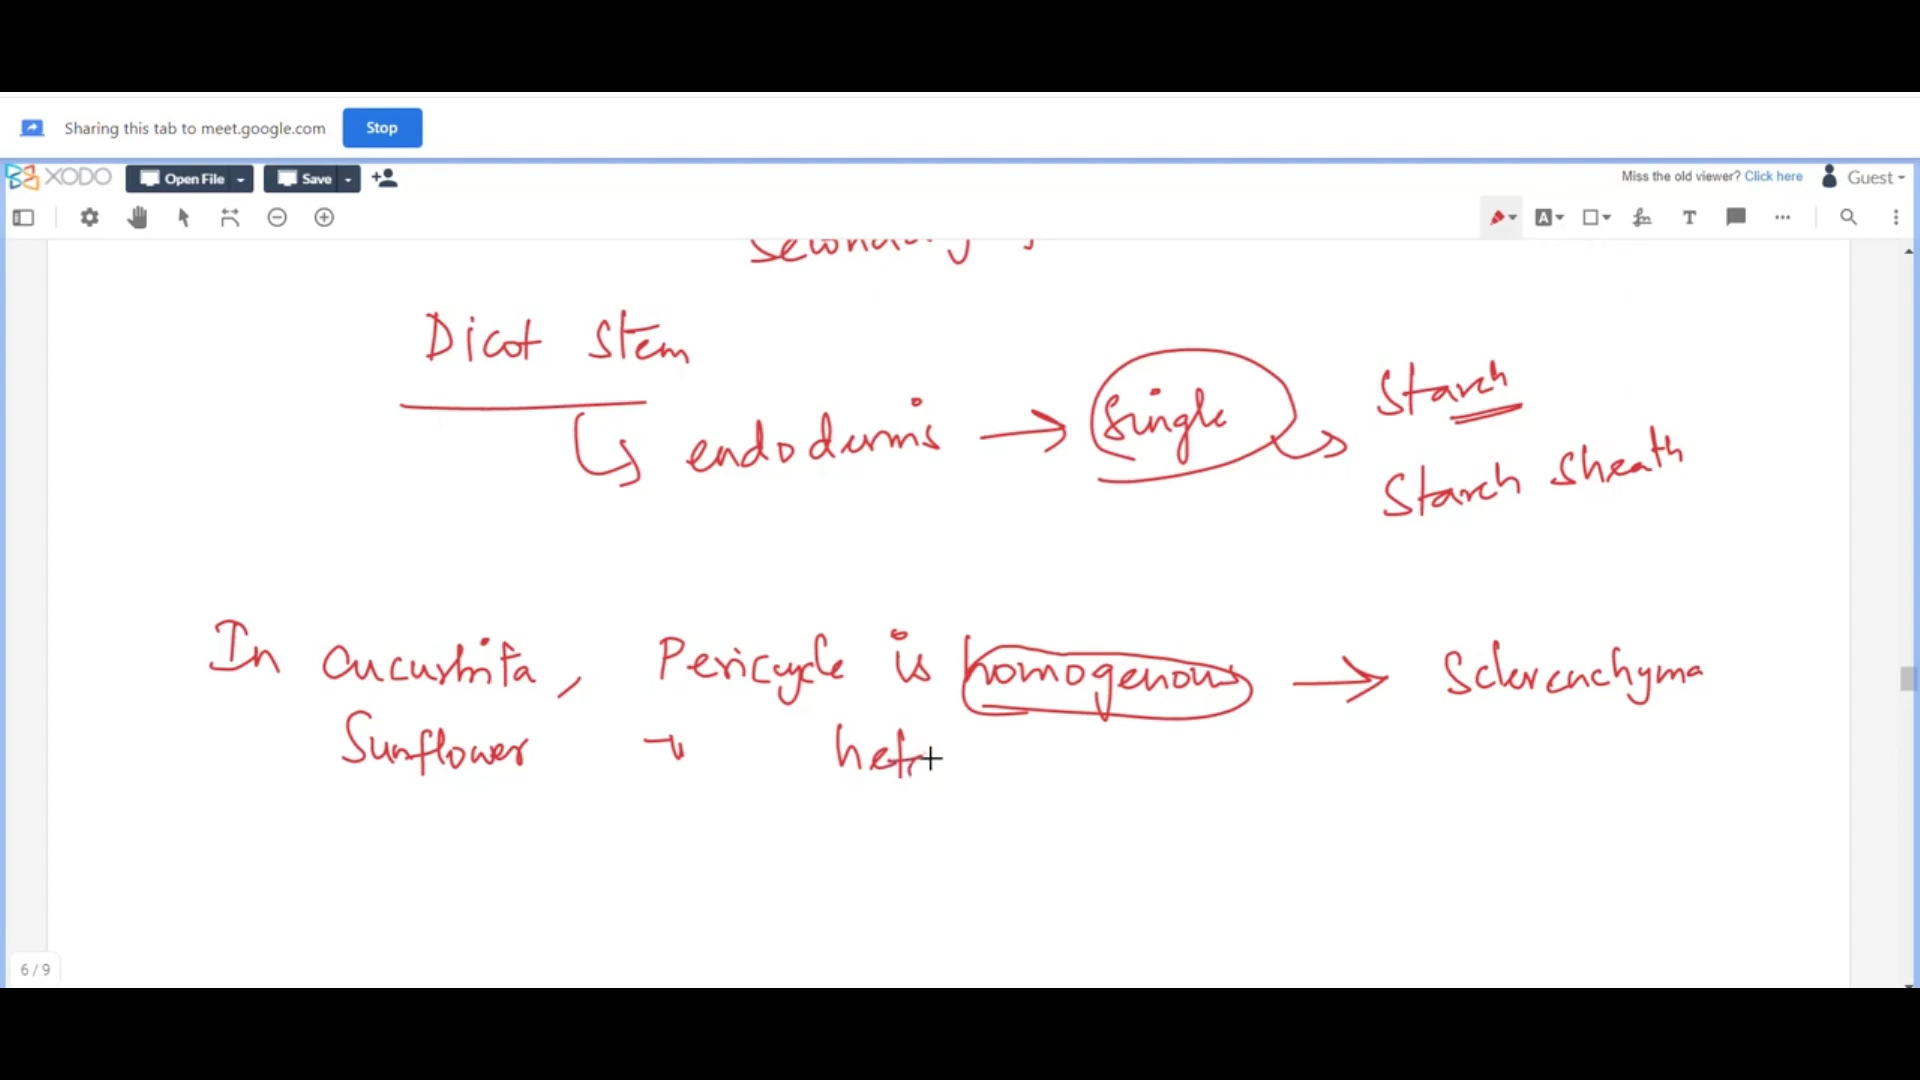 Sharing this tab to meet.google.com Stop
XODO Open File Save Miss the old viewer? Click here Guest
A T
Dicot Stem
endodermis → Single
Starch
Starch Sheath
In Cucurbita, Pericycle is homogenous → Sclerenchyma
Sunflower → het
6 / 9